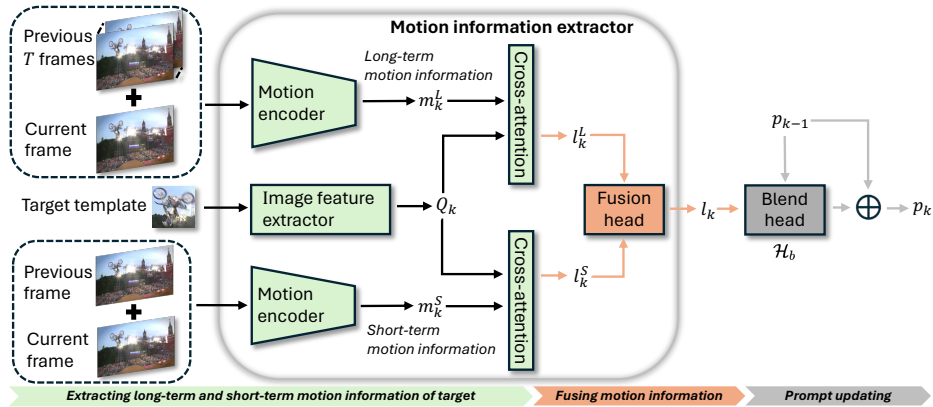 Motion information extractor
Previous
T frames
Current
frame
Motion
encoder
Long-term
motion information
m_k^L
Cross-attention
l_k^L
Target template
Image feature
extractor
Q_k
Fusion
head
l_k
p_{k-1}
Blend
head
H_b
p_k
Previous
frame
Current
frame
Motion
encoder
m_k^S
Short-term
motion information
Cross-attention
l_k^S
Extracting long-term and short-term motion information of target
Fusing motion information
Prompt updating